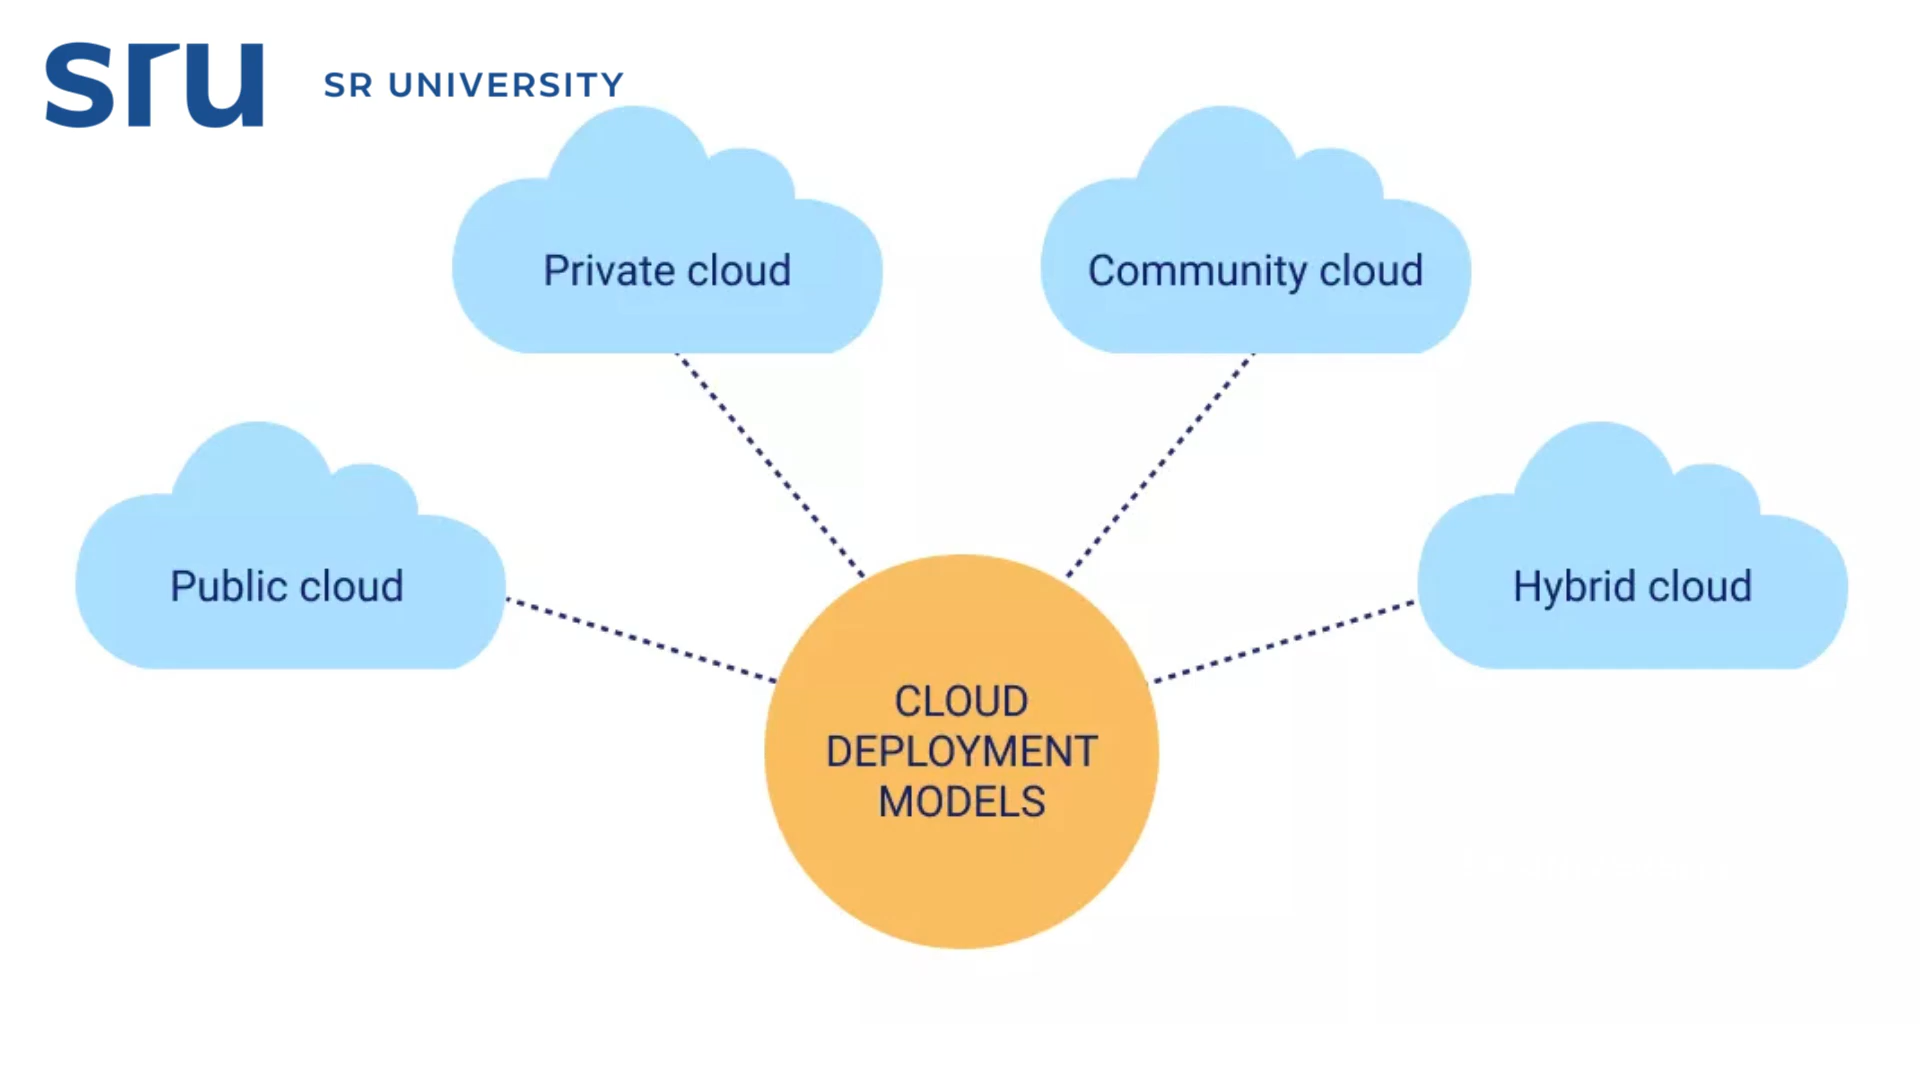 sru
SR UNIVERSITY
Private cloud
Community cloud
Public cloud
Hybrid cloud
CLOUD
DEPLOYMENT
MODELS